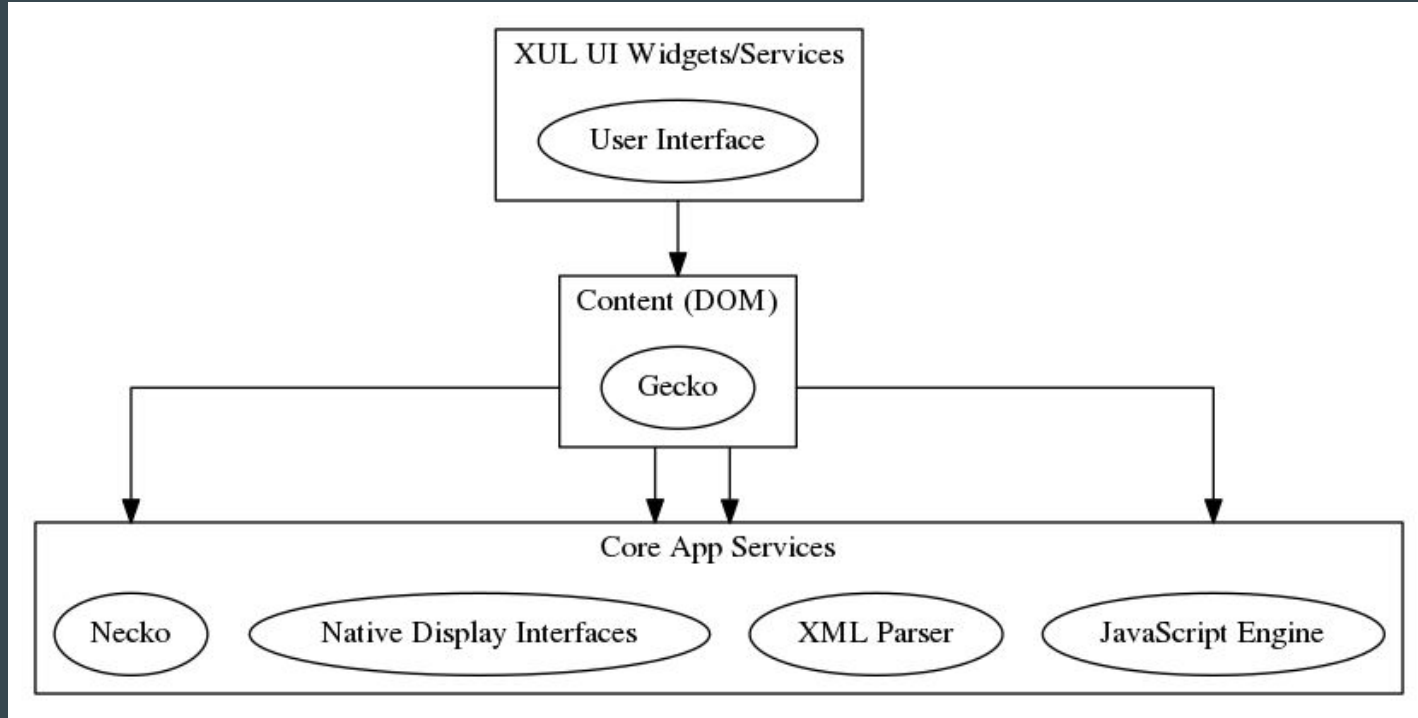 XUL UI Widgets/Services
User Interface
Content (DOM)
Gecko
Core App Services
Necko
Native Display Interfaces
XML Parser
JavaScript Engine